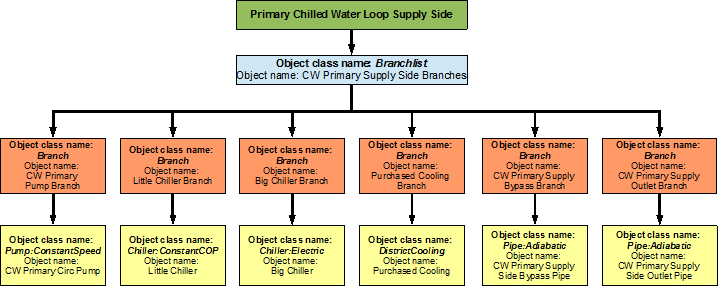 Primary Chilled Water Loop Supply Side
Object class name: Branchlist
Object name: CW Primary Supply Side Branches
Object class name:
Branch
Object name:
CW Primary
Pump Branch
Object class name:
Branch
Object name:
Little Chiller Branch
Object class name:
Branch
Object name:
Big Chiller Branch
Object class name:
Branch
Object name:
Purchased Cooling
Branch
Object class name:
Branch
Object name:
CW Primary Supply
Bypass Branch
Object class name:
Branch
Object name:
CW Primary Supply
Outlet Branch
Object class name:
Pump:ConstantSpeed
Object name:
CW Primary Circ Pump
Object class name:
Chiller:ConstantCOP
Object name:
Little Chiller
Object class name:
Chiller:Electric
Object name:
Big Chiller
Object class name:
DistrictCooling
Object name:
Purchased Cooling
Object class name:
Pipe:Adiabatic
Object name:
CW Primary Supply
Side Bypass Pipe
Object class name:
Pipe:Adiabatic
Object name:
CW Primary Supply
Side Outlet Pipe